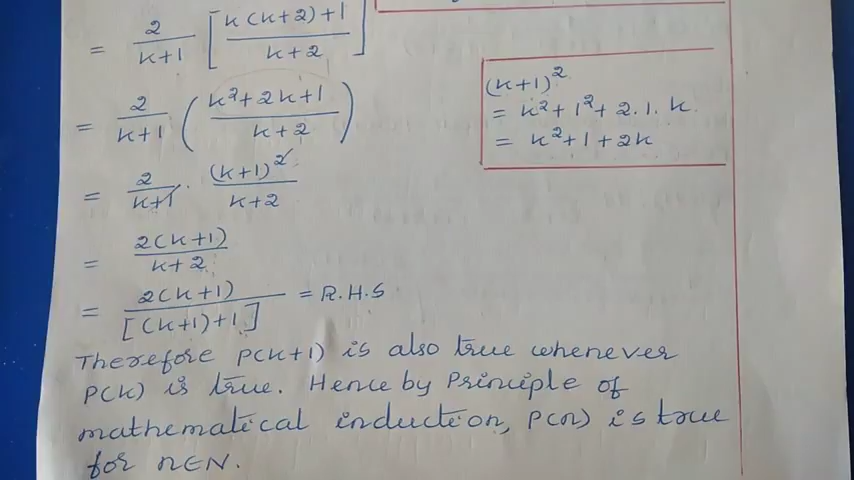 = 2/k+1 [k(k+2)+1/k+2]
= 2/k+1 (k²+2k+1/k+2)
= 2/k+1 · (k+1)²/k+2
= 2(k+1)/k+2
= 2(k+1)/[(k+1)+1] = R.H.S
Therefore P(k+1) is also true whenever
P(k) is true. Hence by Principle of
mathematical induction, P(n) is true
for n∈N.
(k+1)²
= k²+1²+2.1.k
= k²+1+2k